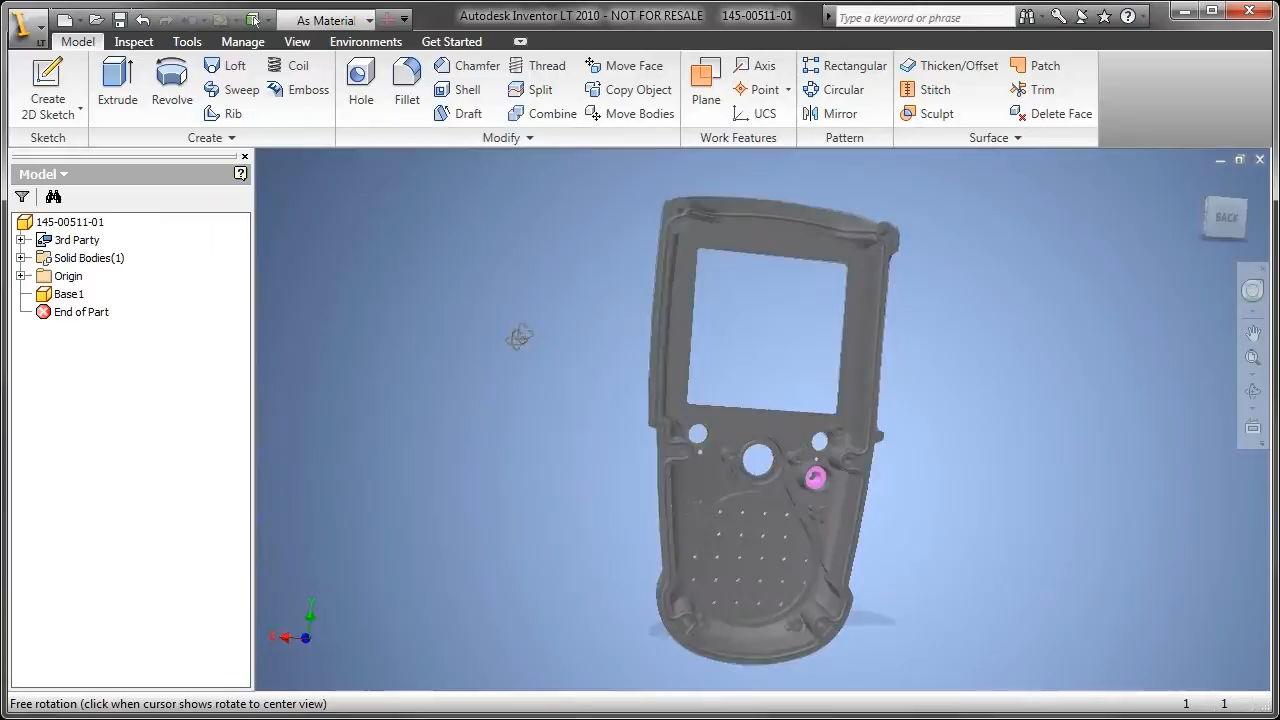 As Material
Autodesk Inventor LT 2010 - NOT FOR RESALE 145-00511-01
Type a keyword or phrase
LT
Model Inspect Tools Manage View Environments Get Started
Create 2D Sketch
Extrude
Revolve
Loft
Sweep
Rib
Coil
Emboss
Hole
Fillet
Chamfer
Shell
Draft
Thread
Split
Combine
Move Face
Copy Object
Move Bodies
Plane
Axis
Point
UCS
Rectangular
Circular
Mirror
Thicken/Offset
Stitch
Sculpt
Patch
Trim
Delete Face
Sketch Create Modify Work Features Pattern Surface
Model
145-00511-01
3rd Party
Solid Bodies(1)
Origin
Base1
End of Part
BACK
Y
X
Free rotation (click when cursor shows rotate to center view) 1 1